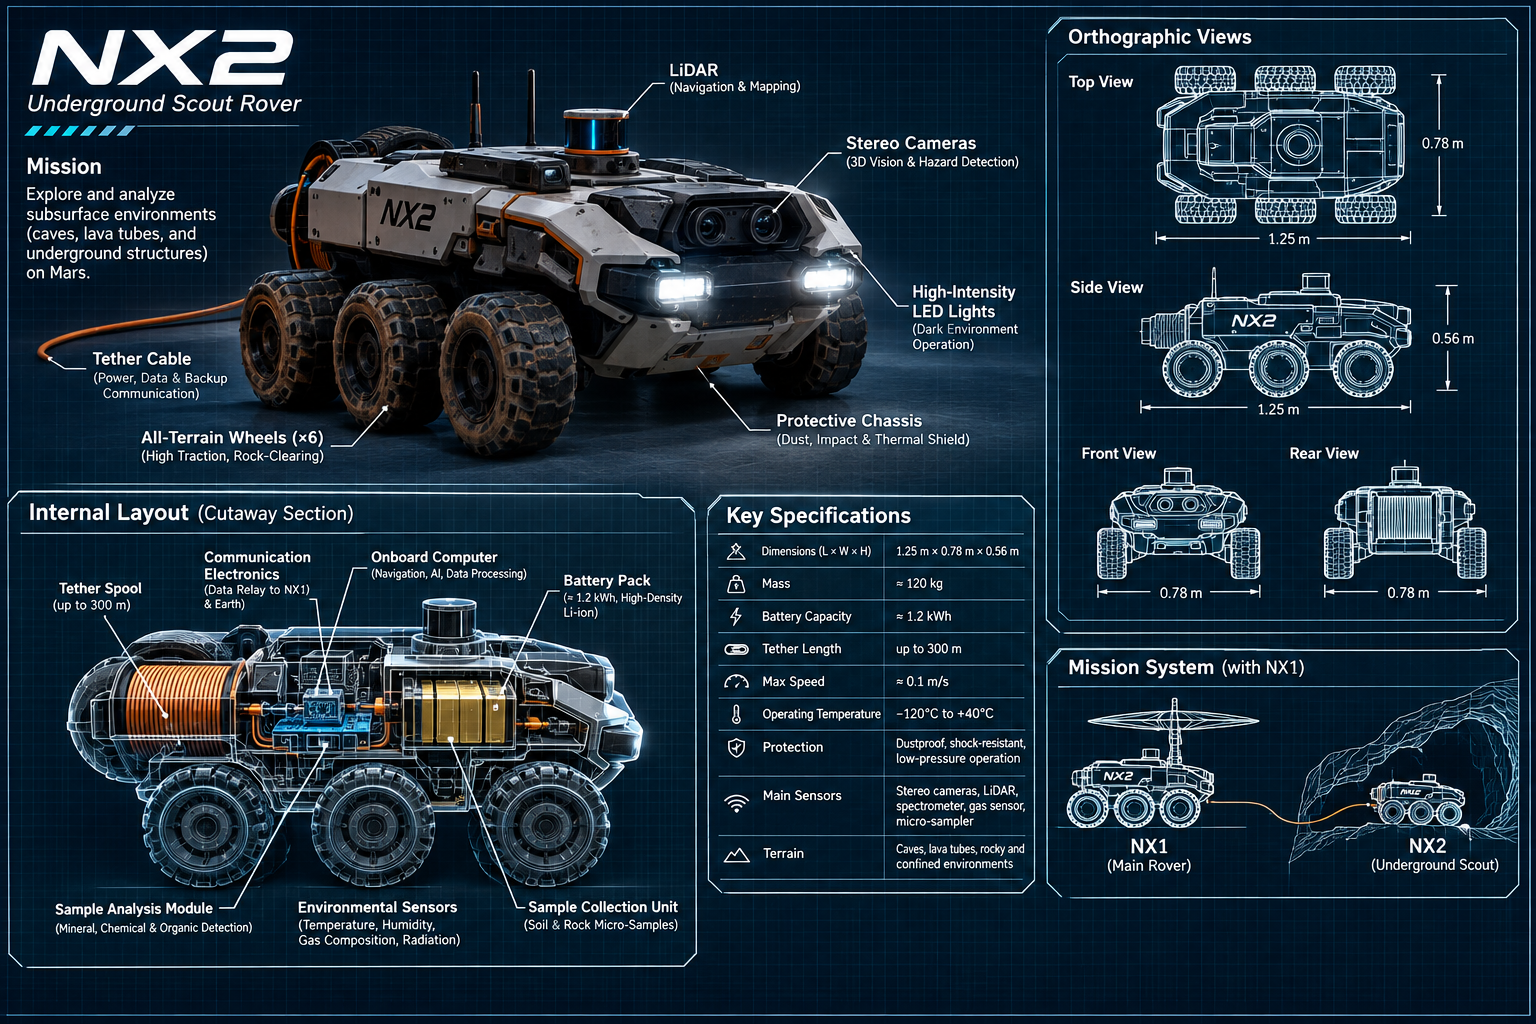 NX2
Underground Scout Rover
Mission
Explore and analyze
subsurface environments
(caves, lava tubes, and
underground structures)
on Mars.
LiDAR
(Navigation & Mapping)
Stereo Cameras
(3D Vision & Hazard Detection)
NX2
High-Intensity
LED Lights
(Dark Environment
Operation)
Tether Cable
(Power, Data & Backup
Communication)
All-Terrain Wheels (×6)
(High Traction, Rock-Clearing)
Protective Chassis
(Dust, Impact & Thermal Shield)
Orthographic Views
Top View
0.78 m
1.25 m
Side View
NX2
0.56 m
1.25 m
Front View
Rear View
0.78 m
0.78 m
Internal Layout (Cutaway Section)
Tether Spool
(up to 300 m)
Communication
Electronics
(Data Relay to NX1)
& Earth)
Onboard Computer
(Navigation, AI, Data Processing)
Battery Pack
(≈ 1.2 kWh, High-Density
Li-ion)
Sample Analysis Module
(Mineral, Chemical & Organic Detection)
Environmental Sensors
(Temperature, Humidity,
Gas Composition, Radiation)
Sample Collection Unit
(Soil & Rock Micro-Samples)
Key Specifications
Dimensions (L × W × H) 1.25 m × 0.78 m × 0.56 m
Mass ≈ 120 kg
Battery Capacity ≈ 1.2 kWh
Tether Length up to 300 m
Max Speed ≈ 0.1 m/s
Operating Temperature −120°C to +40°C
Protection Dustproof, shock-resistant,
low-pressure operation
Main Sensors Stereo cameras, LiDAR,
spectrometer, gas sensor,
micro-sampler
Terrain Caves, lava tubes, rocky and
confined environments
Mission System (with NX1)
NX2
NX1
(Main Rover)
NX2
(Underground Scout)